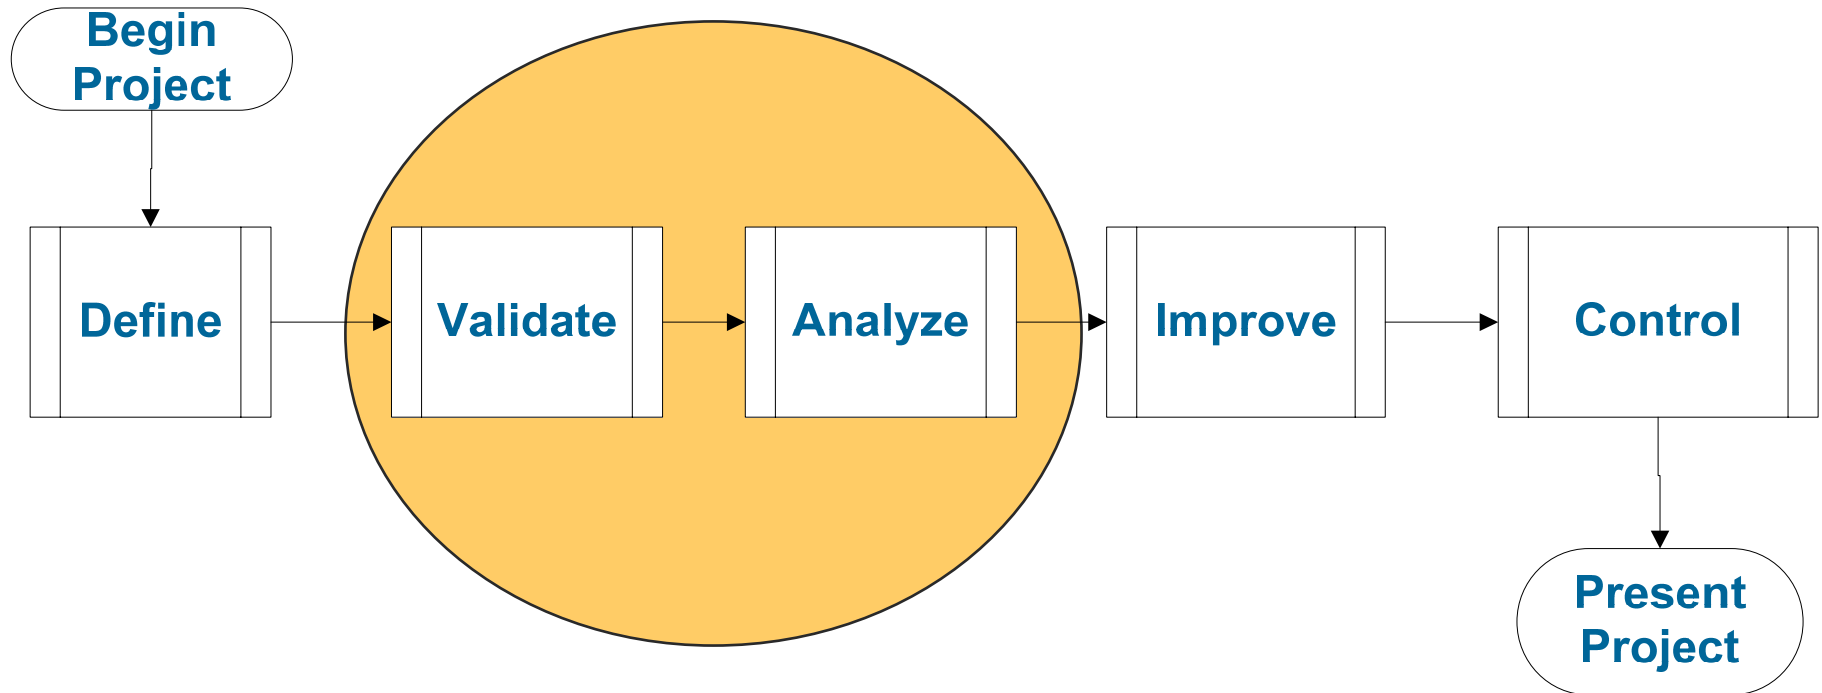 Begin
Project
Define
Validate
Analyze
Improve
Control
Present
Project